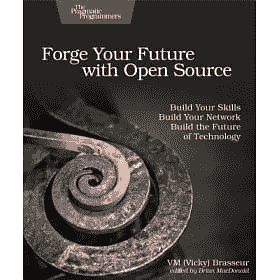 The
Pragmatic
Programmers
Forge Your Future
with Open Source
Build Your Skills
Build Your Network
Build the Future
of Technology
VM (Vicky) Brasseur
edited by Brian MacDonald